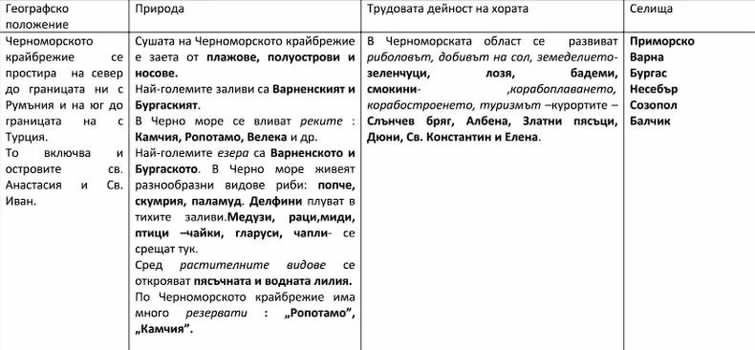 Географско
положение
Природа
Трудовата дейност на хората
Селища
Черноморското
крайбрежие се
простира на север
до границата ни с
Румъния и на юг до
границата на с
Турция.
То включва и
островите св.
Анастасия и Св.
Иван.
Сушата на Черноморското крайбрежие
е заета от плажове, полуострови и
носове.
Най-големите заливи са Варненският и
Бургаският.
В Черно море се вливат реките :
Камчия, Ропотамо, Велека и др.
Най-големите езера са Варненското и
Бургаското. В Черно море живеят
разнообразни видове риби: попче,
скумрия, паламуд. Делфини плуват в
тихите заливи.Медузи, раци,миди,
птици –чайки, гларуси, чапли- се
срещат тук.
Сред растителните видове се
открояват пясъчната и водната лилия.
По Черноморското крайбрежие има
много резервати : „Ропотамо”,
„Камчия”.
В Черноморската област се развиват
риболовът, добивът на сол, земеделието-
зеленчуци, лозя, бадеми,
смокини- ,корабоплаването,
корабостроенето, туризмът –курортите –
Слънчев бряг, Албена, Златни пясъци,
Дюни, Св. Константин и Елена.
Приморско
Варна
Бургас
Несебър
Созопол
Балчик